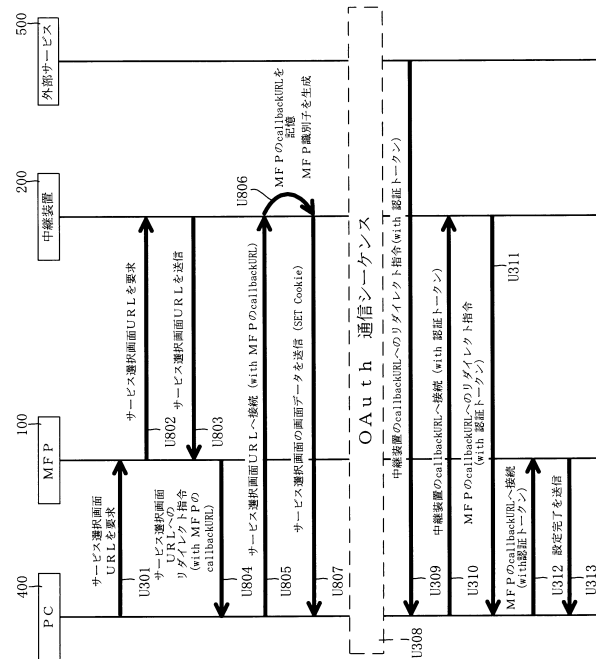 400
PC
100
MFP
200
中継装置
500
外部サービス
サービス選択画面
URLを要求
U301
サービス選択画面URLを要求
U802
サービス選択画面URLを送信
U803
サービス選択画面
URLへの
リダイレクト指令
(with MFPの
callbackURL)
U804
サービス選択画面URLへ接続 (with MFPのcallbackURL)
U805
U806
MFPのcallbackURLを
記憶
MFP識別子を生成
サービス選択画面の画面データを送信 (SET Cookie)
U807
OAuth 通信シーケンス
U308
中継装置のcallbackURLへのリダイレクト指令(with 認証トークン)
U309
中継装置のcallbackURLへ接続 (with 認証トークン)
U310
MFPのcallbackURLへのリダイレクト指令
(with 認証トークン)
U311
MFPのcallbackURLへ接続
(with認証トークン)
U312
設定完了を送信
U313